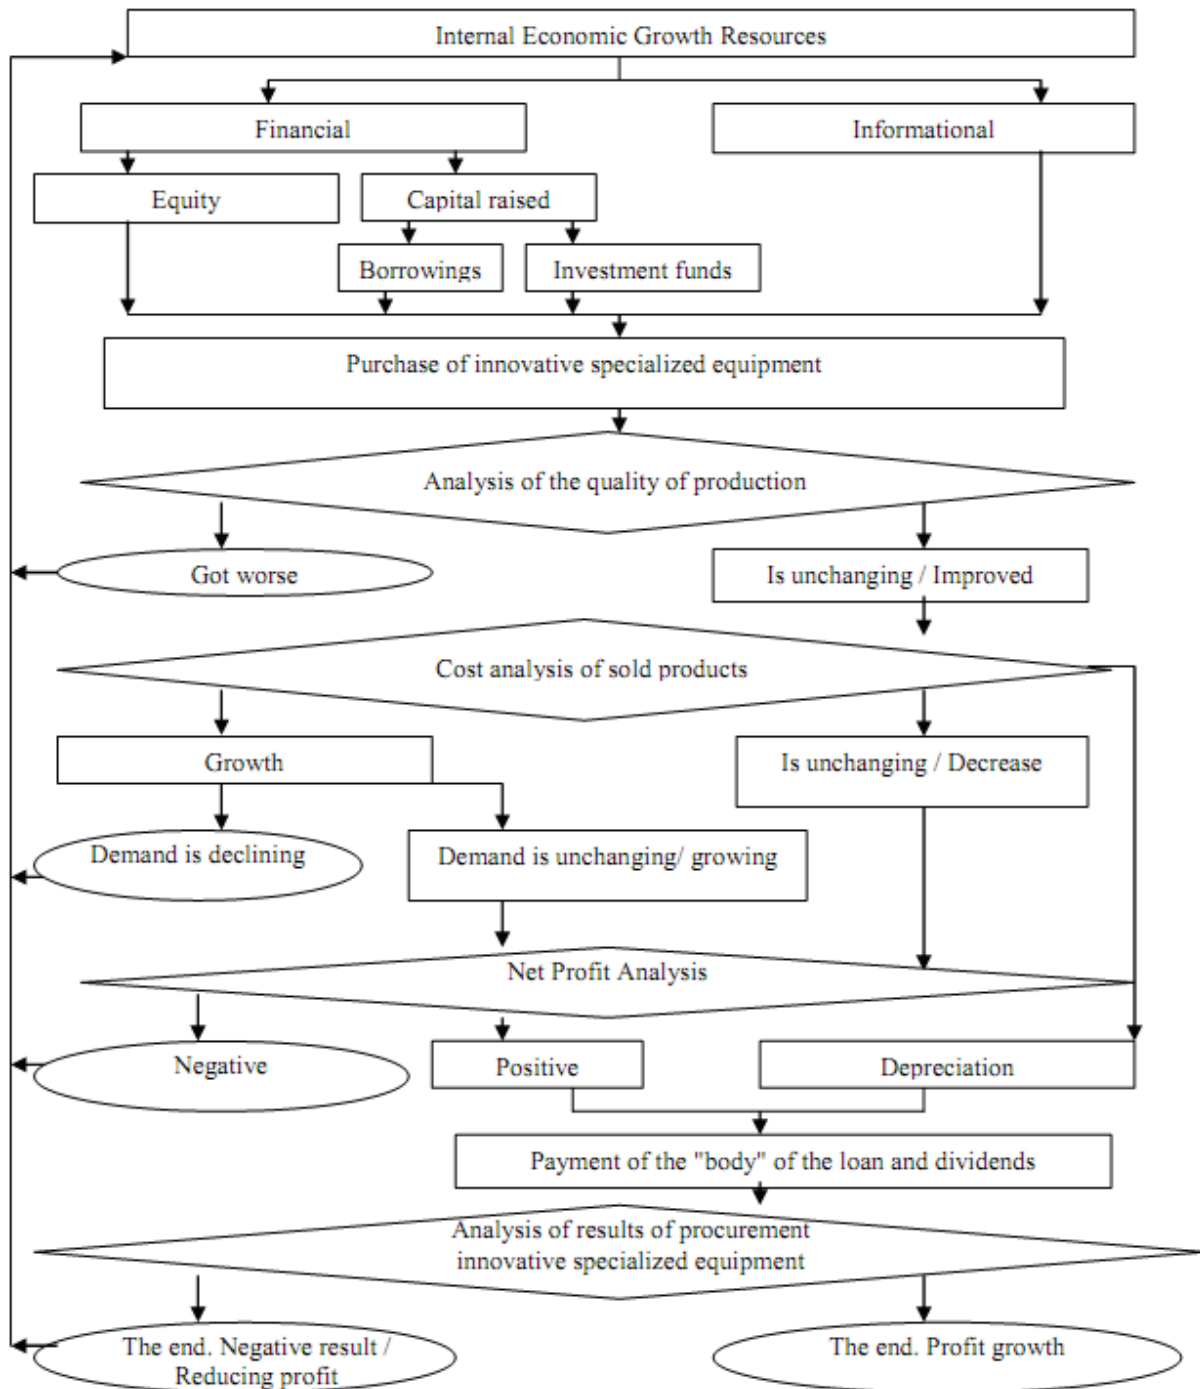 Internal Economic Growth Resources
Financial
Informational
Equity
Capital raised
Borrowings
Investment funds
Purchase of innovative specialized equipment
Analysis of the quality of production
Got worse
Is unchanging / Improved
Cost analysis of sold products
Growth
Is unchanging / Decrease
Demand is declining
Demand is unchanging/ growing
Net Profit Analysis
Negative
Positive
Depreciation
Payment of the "body" of the loan and dividends
Analysis of results of procurement
innovative specialized equipment
The end. Negative result /
Reducing profit
The end. Profit growth